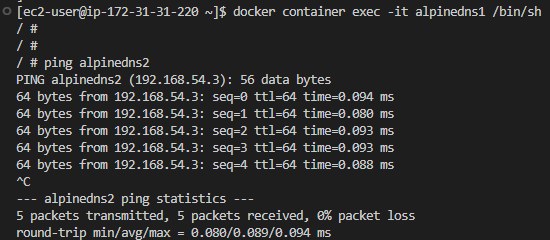 [ec2-user@ip-172-31-31-220 ~]$ docker container exec -it alpinedns1 /bin/sh
/ #
/ #
/ # ping alpinedns2
PING alpinedns2 (192.168.54.3): 56 data bytes
64 bytes from 192.168.54.3: seq=0 ttl=64 time=0.094 ms
64 bytes from 192.168.54.3: seq=1 ttl=64 time=0.080 ms
64 bytes from 192.168.54.3: seq=2 ttl=64 time=0.093 ms
64 bytes from 192.168.54.3: seq=3 ttl=64 time=0.093 ms
64 bytes from 192.168.54.3: seq=4 ttl=64 time=0.088 ms
^C
--- alpinedns2 ping statistics ---
5 packets transmitted, 5 packets received, 0% packet loss
round-trip min/avg/max = 0.080/0.089/0.094 ms